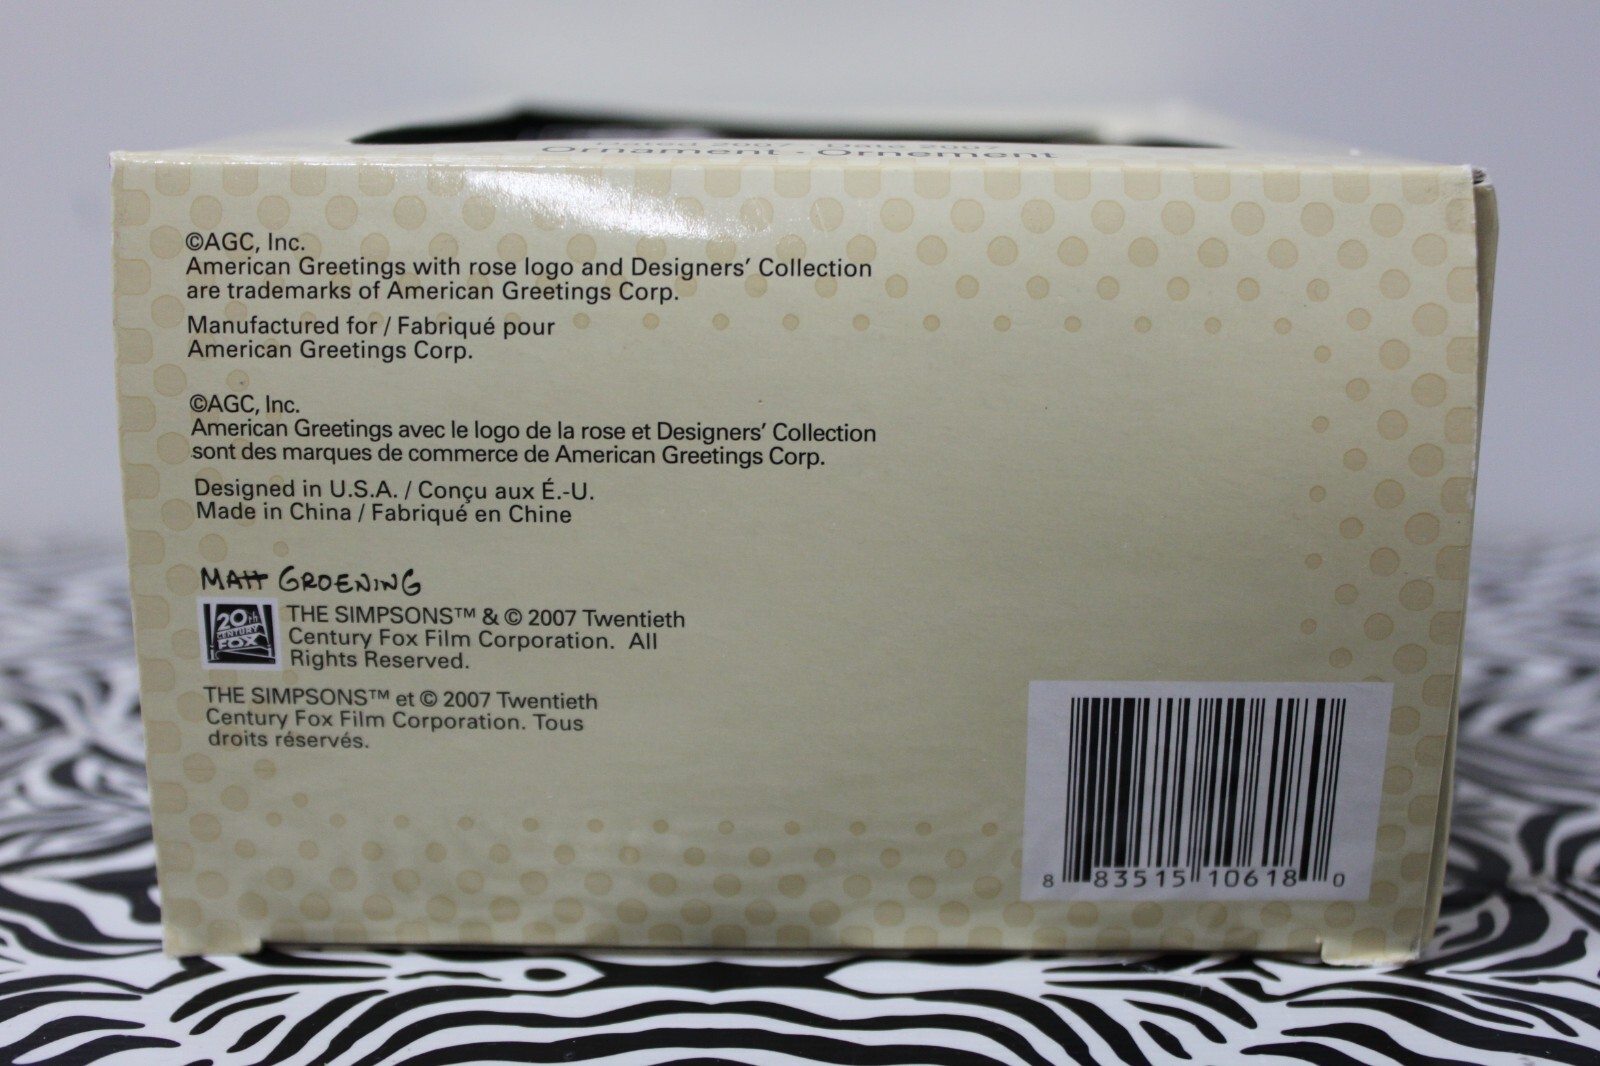 Dated 2007 · Daté 2007
Ornament · Ornement
©AGC, Inc.
American Greetings with rose logo and Designers' Collection
are trademarks of American Greetings Corp.
Manufactured for / Fabriqué pour
American Greetings Corp.
©AGC, Inc.
American Greetings avec le logo de la rose et Designers' Collection
sont des marques de commerce de American Greetings Corp.
Designed in U.S.A. / Conçu aux É.-U.
Made in China / Fabriqué en Chine
MATT GROENING
20th
CENTURY
FOX
THE SIMPSONS™ & © 2007 Twentieth
Century Fox Film Corporation. All
Rights Reserved.
THE SIMPSONS™ et © 2007 Twentieth
Century Fox Film Corporation. Tous
droits réservés.
8 83515 10618 0